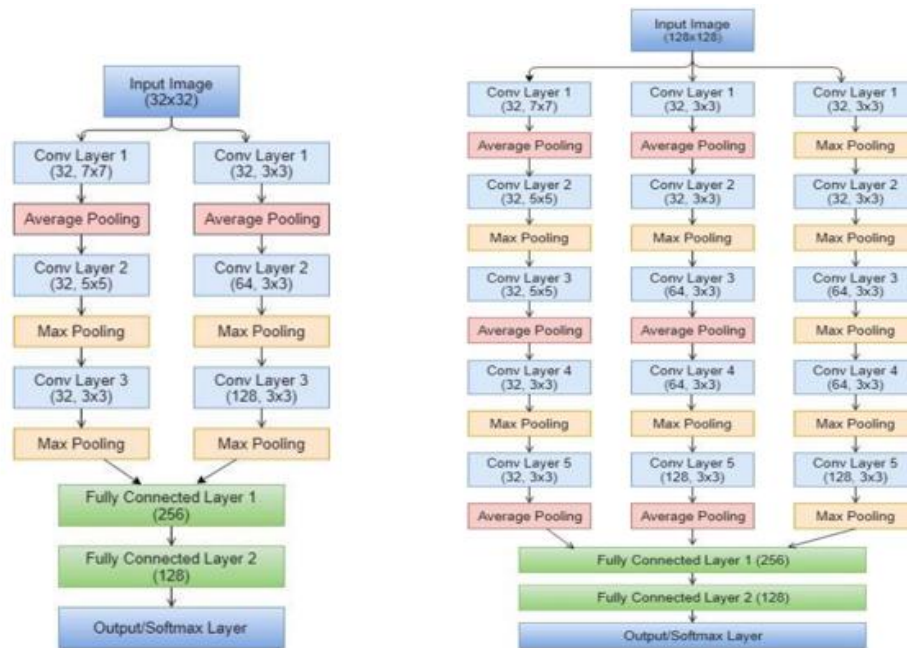 Input Image
(32x32)
Conv Layer 1
(32, 7x7)
Average Pooling
Conv Layer 2
(32, 5x5)
Max Pooling
Conv Layer 3
(32, 3x3)
Max Pooling
Conv Layer 1
(32, 3x3)
Average Pooling
Conv Layer 2
(64, 3x3)
Max Pooling
Conv Layer 3
(128, 3x3)
Max Pooling
Fully Connected Layer 1
(256)
Fully Connected Layer 2
(128)
Output/Softmax Layer
Input Image
(128x128)
Conv Layer 1
(32, 7x7)
Average Pooling
Conv Layer 2
(32, 5x5)
Max Pooling
Conv Layer 3
(32, 5x5)
Average Pooling
Conv Layer 4
(32, 3x3)
Max Pooling
Conv Layer 5
(32, 3x3)
Average Pooling
Conv Layer 1
(32, 3x3)
Average Pooling
Conv Layer 2
(32, 3x3)
Max Pooling
Conv Layer 3
(64, 3x3)
Average Pooling
Conv Layer 4
(64, 3x3)
Max Pooling
Conv Layer 5
(128, 3x3)
Average Pooling
Conv Layer 1
(32, 3x3)
Max Pooling
Conv Layer 2
(32, 3x3)
Max Pooling
Conv Layer 3
(64, 3x3)
Max Pooling
Conv Layer 4
(64, 3x3)
Max Pooling
Conv Layer 5
(128, 3x3)
Max Pooling
Fully Connected Layer 1 (256)
Fully Connected Layer 2 (128)
Output/Softmax Layer